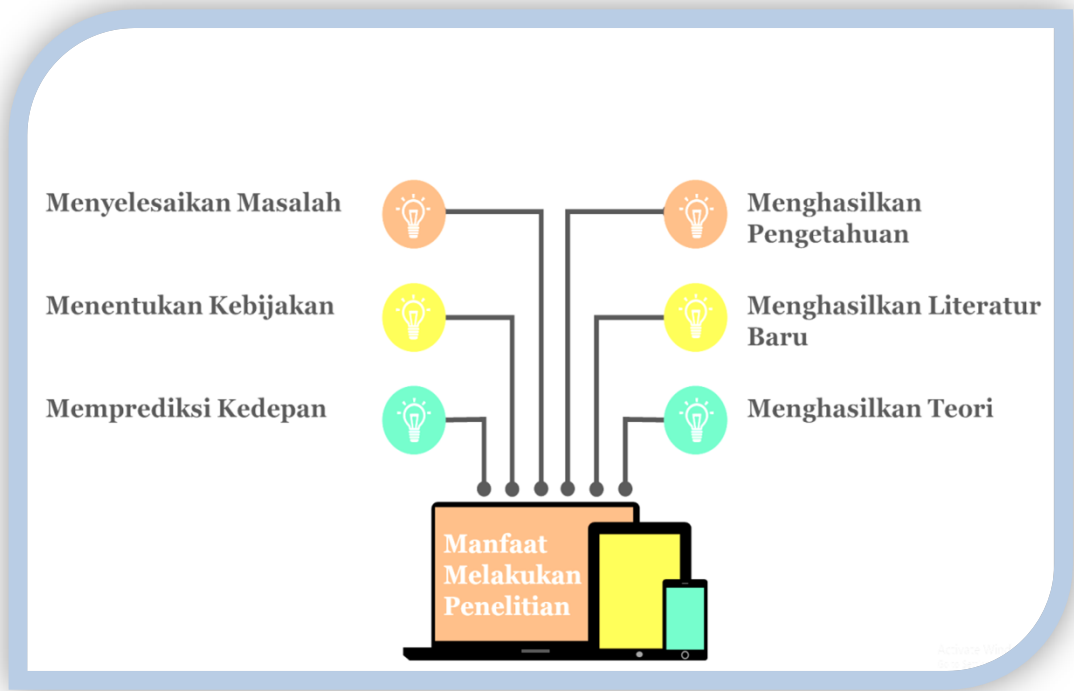 Menyelesaikan Masalah
Menentukan Kebijakan
Memprediksi Kedepan
Menghasilkan
Pengetahuan
Menghasilkan Literatur
Baru
Menghasilkan Teori
Manfaat
Melakukan
Penelitian